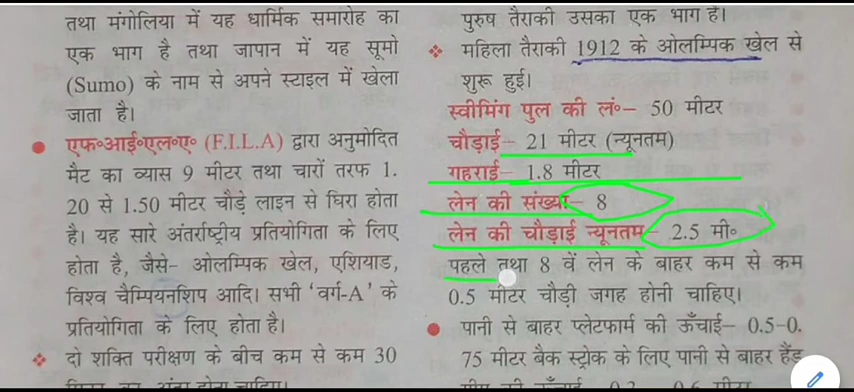 तथा मंगोलिया में यह धार्मिक समारोह का
एक भाग है तथा जापान में यह सूमो
(Sumo) के नाम से अपने स्टाइल में खेला
जाता है।
एफ०आई०एल०ए० (F.I.L.A) द्वारा अनुमोदित
मैट का व्यास 9 मीटर तथा चारों तरफ 1.
20 से 1.50 मीटर चौड़े लाइन से घिरा होता
है। यह सारे अंतर्राष्ट्रीय प्रतियोगिता के लिए
होता है, जैसे– ओलम्पिक खेल, एशियाड,
विश्व चैम्पियनशिप आदि। सभी ‘वर्ग-A’ के
प्रतियोगिता के लिए होता है।
दो शक्ति परीक्षण के बीच कम से कम 30
पुरुष तैराकी उसका एक भाग है।
महिला तैराकी 1912 के ओलम्पिक खेल से
शुरू हुई।
स्वीमिंग पुल की लं०– 50 मीटर
चौड़ाई– 21 मीटर (न्यूनतम)
गहराई– 1.8 मीटर
लेन की संख्या– 8
लेन की चौड़ाई न्यूनतम– 2.5 मी०
पहले तथा 8 वें लेन के बाहर कम से कम
0.5 मीटर चौड़ी जगह होनी चाहिए।
पानी से बाहर प्लेटफार्म की ऊँचाई– 0.5-0.
75 मीटर बैक स्ट्रोक के लिए पानी से बाहर हैंड